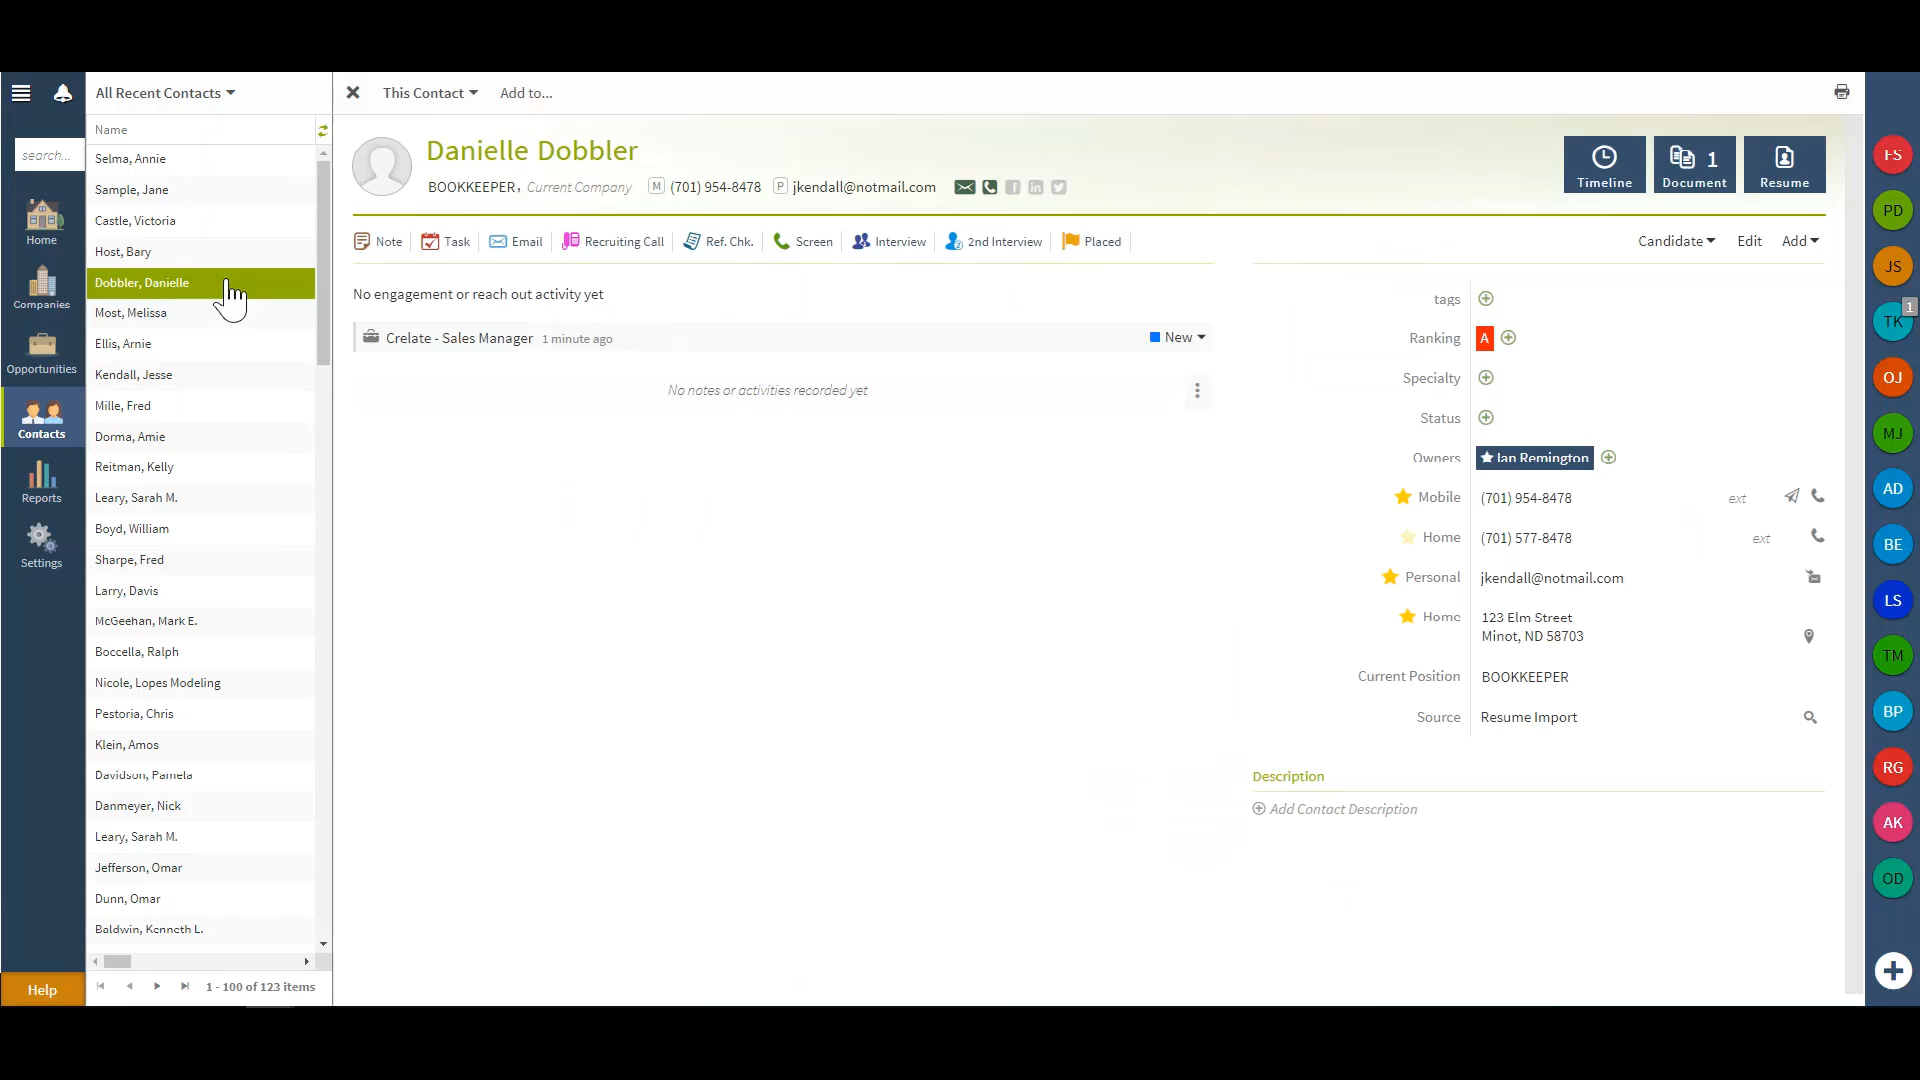 All Recent Contacts
This Contact
Add to...
Name
search...
Home
Companies
Opportunities
Contacts
Reports
Settings
Help
Selma, Annie
Sample, Jane
Castle, Victoria
Host, Bary
Dobbler, Danielle
Most, Melissa
Ellis, Arnie
Kendall, Jesse
Mille, Fred
Dorma, Amie
Reitman, Kelly
Leary, Sarah M.
Boyd, William
Sharpe, Fred
Larry, Davis
McGeehan, Mark E.
Boccella, Ralph
Nicole, Lopes Modeling
Pestoria, Chris
Klein, Amos
Davidson, Pamela
Danmeyer, Nick
Leary, Sarah M.
Jefferson, Omar
Dunn, Omar
Baldwin, Kenneth L.
1 - 100 of 123 items
Danielle Dobbler
BOOKKEEPER, Current Company M (701) 954-8478 P jkendall@notmail.com
Timeline
1
Document
Resume
Note Task Email Recruiting Call Ref. Chk. Screen Interview 2nd Interview Placed
Candidate Edit Add
No engagement or reach out activity yet
Crelate - Sales Manager 1 minute ago New
No notes or activities recorded yet
tags
Ranking A
Specialty
Status
Owners Ian Remington
Mobile (701) 954-8478 ext
Home (701) 577-8478 ext
Personal jkendall@notmail.com
Home 123 Elm Street
Minot, ND 58703
Current Position BOOKKEEPER
Source Resume Import
Description
Add Contact Description
PD
JS
1
TK
OJ
MJ
AD
BE
LS
TM
BP
RG
AK
OD